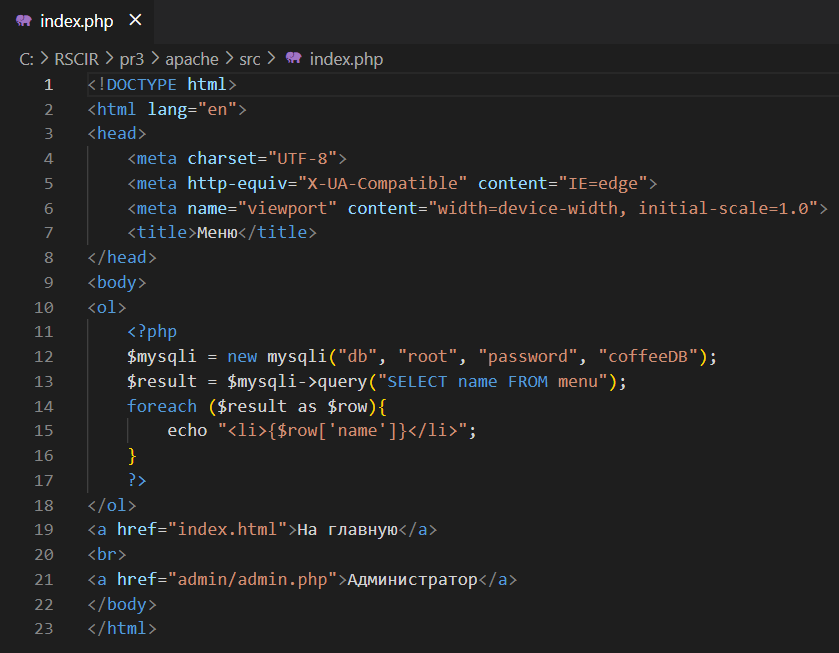 index.php ×
C: > RSCIR > pr3 > apache > src > index.php
1 <!DOCTYPE html>
2 <html lang="en">
3 <head>
4     <meta charset="UTF-8">
5     <meta http-equiv="X-UA-Compatible" content="IE=edge">
6     <meta name="viewport" content="width=device-width, initial-scale=1.0">
7     <title>Меню</title>
8 </head>
9 <body>
10 <ol>
11     <?php
12     $mysqli = new mysqli("db", "root", "password", "coffeeDB");
13     $result = $mysqli->query("SELECT name FROM menu");
14     foreach ($result as $row){
15         echo "<li>{$row['name']}</li>";
16     }
17     ?>
18 </ol>
19 <a href="index.html">На главную</a>
20 <br>
21 <a href="admin/admin.php">Администратор</a>
22 </body>
23 </html>